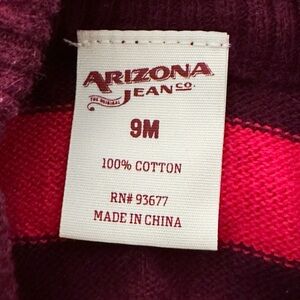 ARIZONA
THE ORIGINAL JEAN CO.
9M
100% COTTON
RN# 93677
MADE IN CHINA